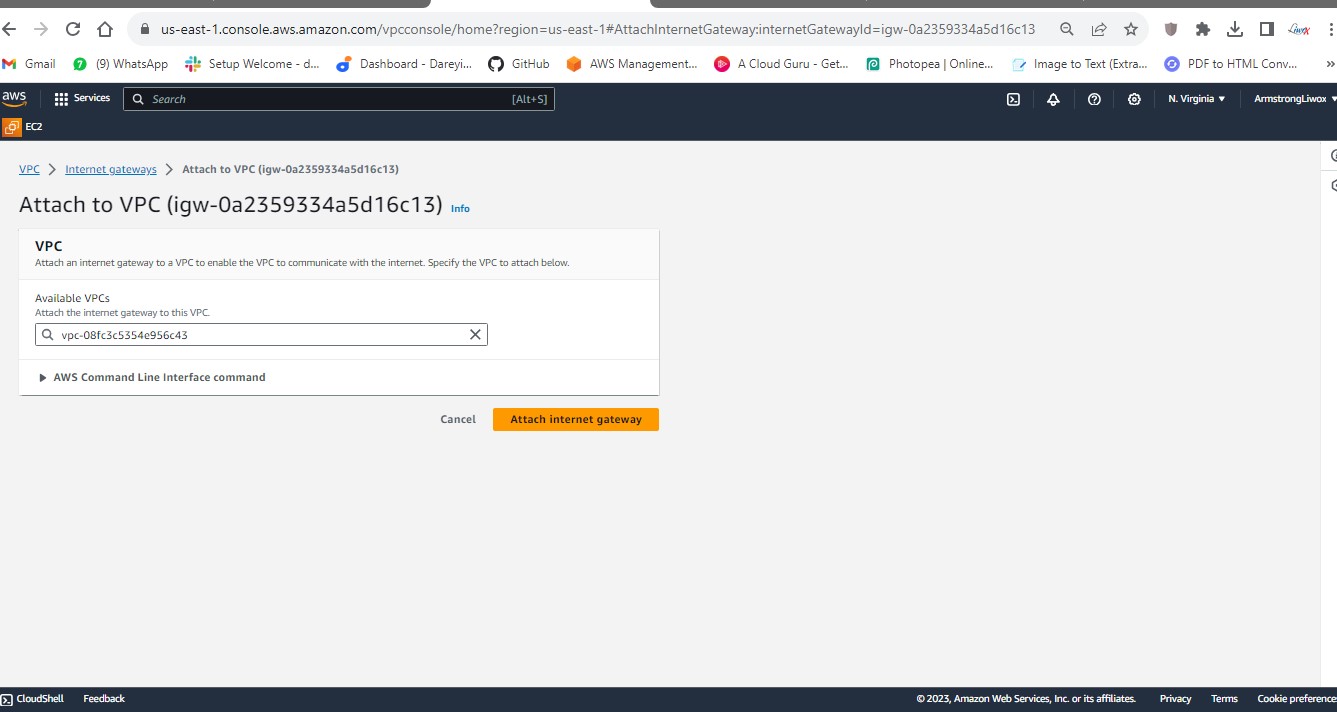 us-east-1.console.aws.amazon.com/vpcconsole/home?region=us-east-1#AttachInternetGateway:internetGatewayId=igw-0a2359334a5d16c13
Gmail (9) WhatsApp Setup Welcome - d... Dashboard - Dareyi... GitHub AWS Management... A Cloud Guru - Get... Photopea | Online... Image to Text (Extra... PDF to HTML Conv... »
aws Services Search [Alt+S] N. Virginia ArmstrongLiwox
EC2
VPC Internet gateways Attach to VPC (igw-0a2359334a5d16c13)
Attach to VPC (igw-0a2359334a5d16c13) Info
VPC
Attach an internet gateway to a VPC to enable the VPC to communicate with the internet. Specify the VPC to attach below.
Available VPCs
Attach the internet gateway to this VPC.
vpc-08fc3c5354e956c43
AWS Command Line Interface command
Cancel Attach internet gateway
CloudShell Feedback © 2023, Amazon Web Services, Inc. or its affiliates. Privacy Terms Cookie preference